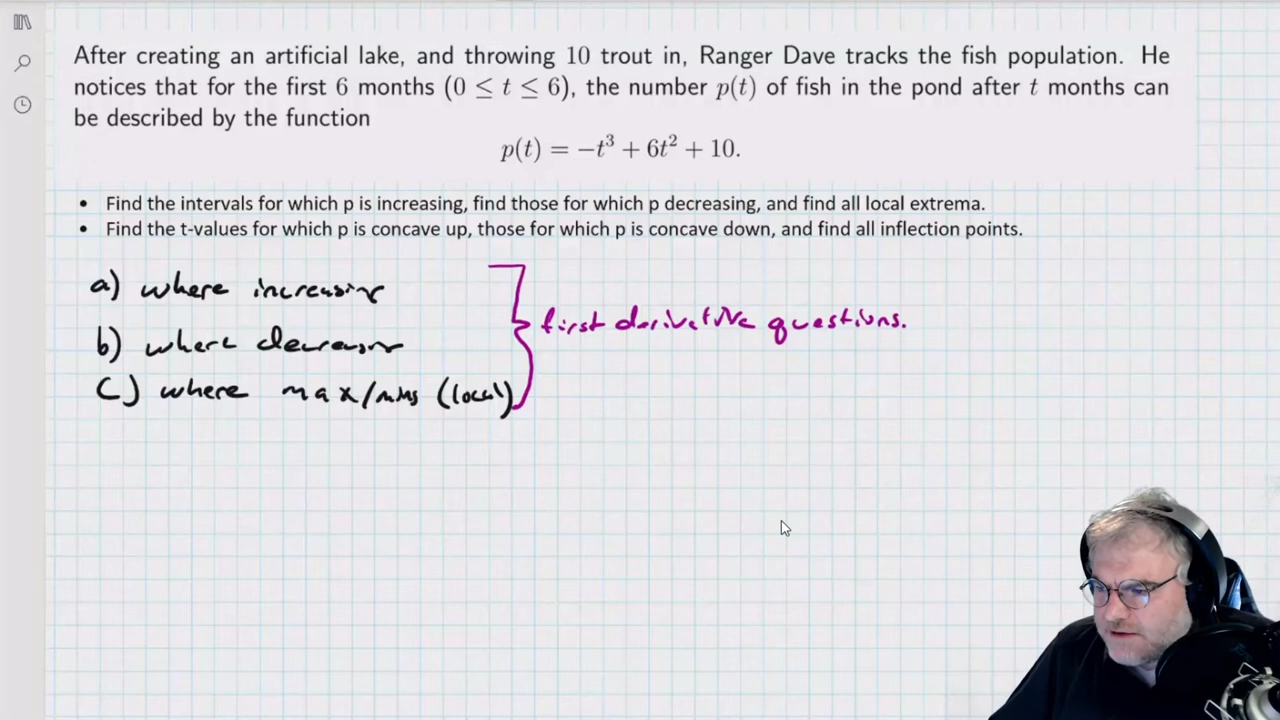 After creating an artificial lake, and throwing 10 trout in, Ranger Dave tracks the fish population. He
notices that for the first 6 months (0 ≤ t ≤ 6), the number p(t) of fish in the pond after t months can
be described by the function
p(t) = −t³ + 6t² + 10.
• Find the intervals for which p is increasing, find those for which p decreasing, and find all local extrema.
• Find the t-values for which p is concave up, those for which p is concave down, and find all inflection points.
a) where increasing
b) where decreasing
c) where max/mins (local)
first derivative questions.